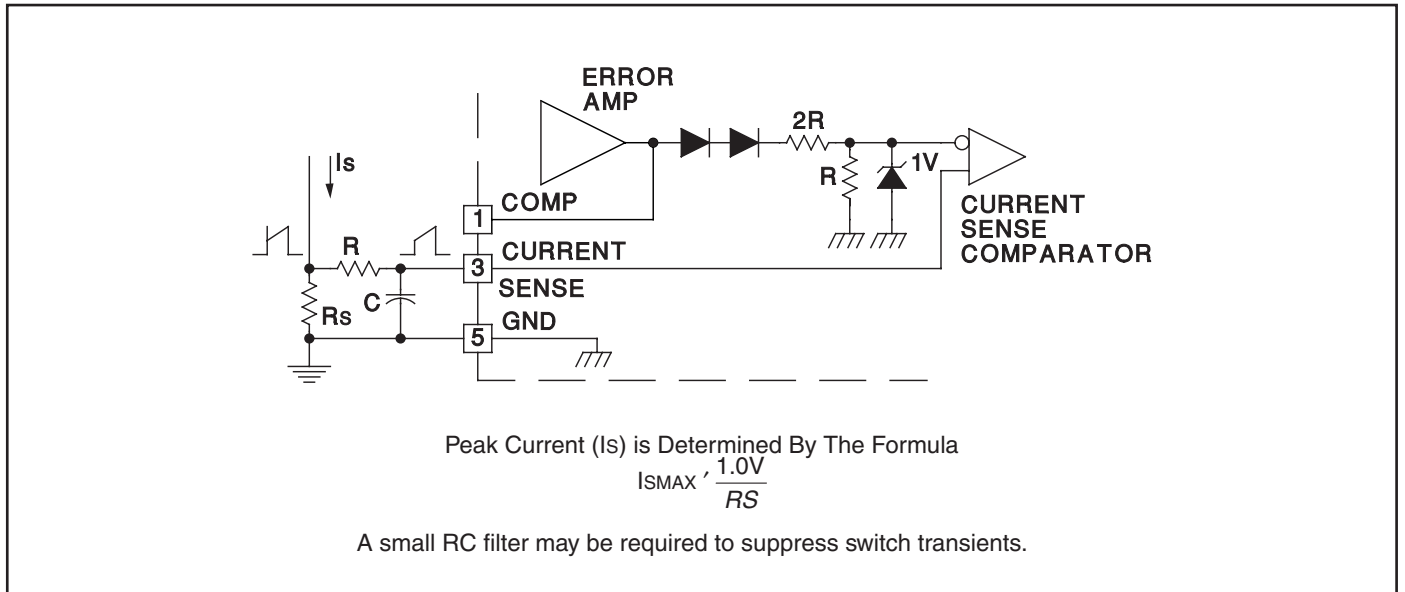 ERROR
AMP
2R
Is
R
1V
COMP
1
CURRENT
SENSE
COMPARATOR
R
CURRENT
3
SENSE
C
Rs
GND
5
Peak Current (IS) is Determined By The Formula
ISMAX ′ 1.0V
RS
A small RC filter may be required to suppress switch transients.